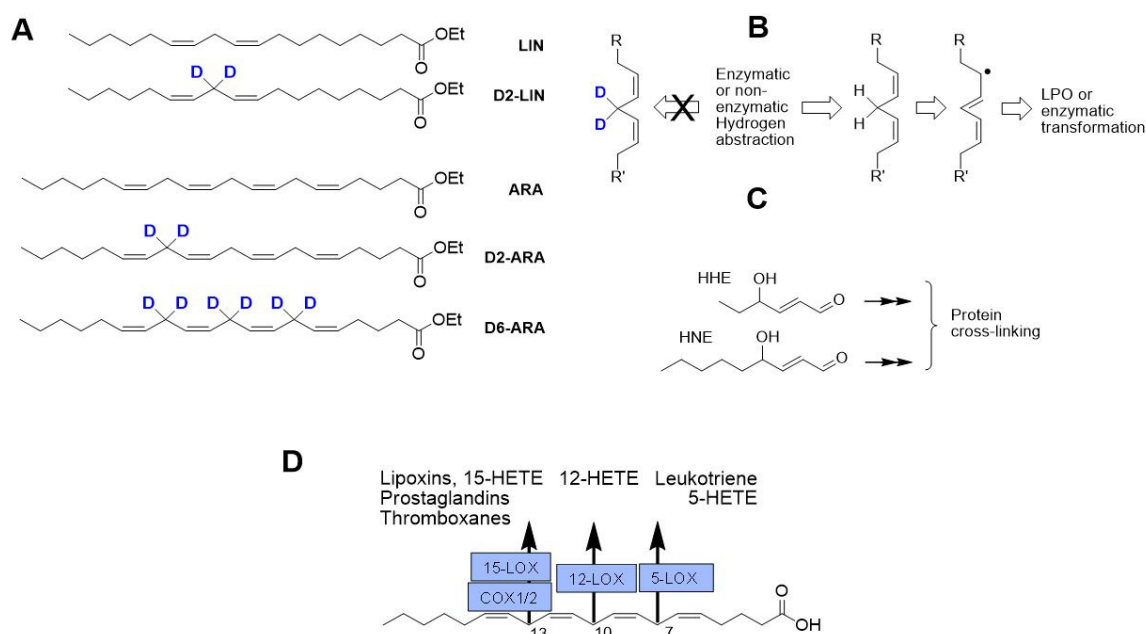 A
OEt
O
LIN
D D
OEt
O
D2-LIN
OEt
O
ARA
D D
OEt
O
D2-ARA
D D D D D D
OEt
O
D6-ARA
B
R
D
D
R'
X
Enzymatic
or non-
enzymatic
Hydrogen
abstraction
R
H
H
R'
R
R'
LPO or
enzymatic
transformation
C
HHE
OH
O
HNE
OH
O
Protein
cross-linking
D
Lipoxins, 15-HETE
Prostaglandins
Thromboxanes
12-HETE
Leukotriene
5-HETE
15-LOX
COX1/2
12-LOX
5-LOX
13
10
7
O
OH